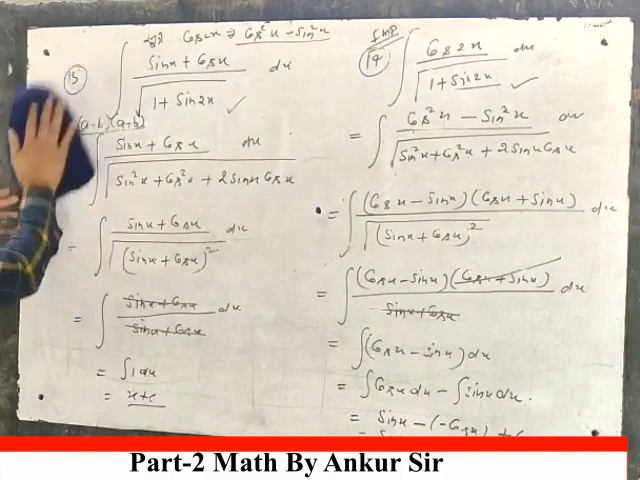 Cos2x ⇒ Cos²x − Sin²x
(13) ∫ (Sinx + Cosx)/√(1 + Sin2x) dx ✓
(a-b)(a+b)
∫ (Sinx + Cosx)/√(Sin²x + Cos²x + 2Sinx Cosx) dx
= ∫ (Sinx + Cosx)/√((Sinx + Cosx)²) dx
= ∫ (Sinx + Cosx)/(Sinx + Cosx) dx
= ∫1 dx
= x+c
IMP
(14) ∫ Cos2x/√(1 + Sin2x) dx ✓
= ∫ (Cos²x − Sin²x)/√(Sin²x + Cos²x + 2Sinx Cosx) dx
= ∫ (Cosx − Sinx)(Cosx + Sinx)/√((Sinx + Cosx)²) dx
= ∫ (Cosx − Sinx)(Cosx + Sinx)/(Sinx + Cosx) dx
= ∫(Cosx − Sinx) dx
= ∫Cosx dx − ∫Sinx dx.
= Sinx − (−Cosx) +
Part-2 Math By Ankur Sir